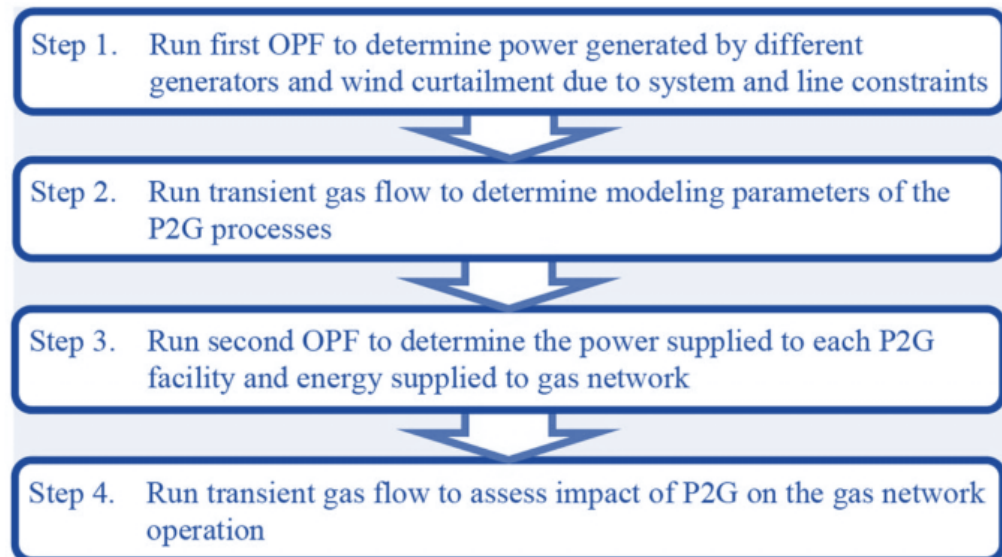 Step 1. Run first OPF to determine power generated by different
generators and wind curtailment due to system and line constraints
Step 2. Run transient gas flow to determine modeling parameters of the
P2G processes
Step 3. Run second OPF to determine the power supplied to each P2G
facility and energy supplied to gas network
Step 4. Run transient gas flow to assess impact of P2G on the gas network
operation